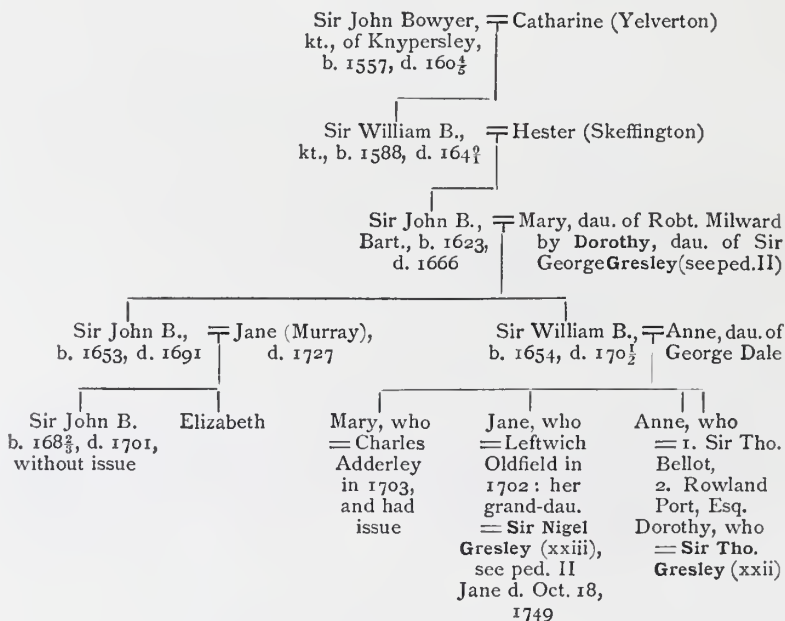 Sir John Bowyer, = Catharine (Yelverton)
kt., of Knypersley,
b. 1557, d. 160⅘
Sir William B., = Hester (Skeffington)
kt., b. 1588, d. 164⁰⁄₁
Sir John B., = Mary, dau. of Robt. Milward
Bart., b. 1623, by Dorothy, dau. of Sir
d. 1666 George Gresley (see ped. II)
Sir John B., = Jane (Murray),
b. 1653, d. 1691 d. 1727
Sir William B., = Anne, dau. of
b. 1654, d. 170½ George Dale
Sir John B.
b. 168⅔, d. 1701,
without issue
Elizabeth
Mary, who
= Charles
Adderley
in 1703,
and had
issue
Jane, who
= Leftwich
Oldfield in
1702 : her
grand-dau.
= Sir Nigel
Gresley (xxiii),
see ped. II
Jane d. Oct. 18,
1749
Anne, who
= 1. Sir Tho.
Bellot,
2. Rowland
Port, Esq.
Dorothy, who
= Sir Tho.
Gresley (xxii)